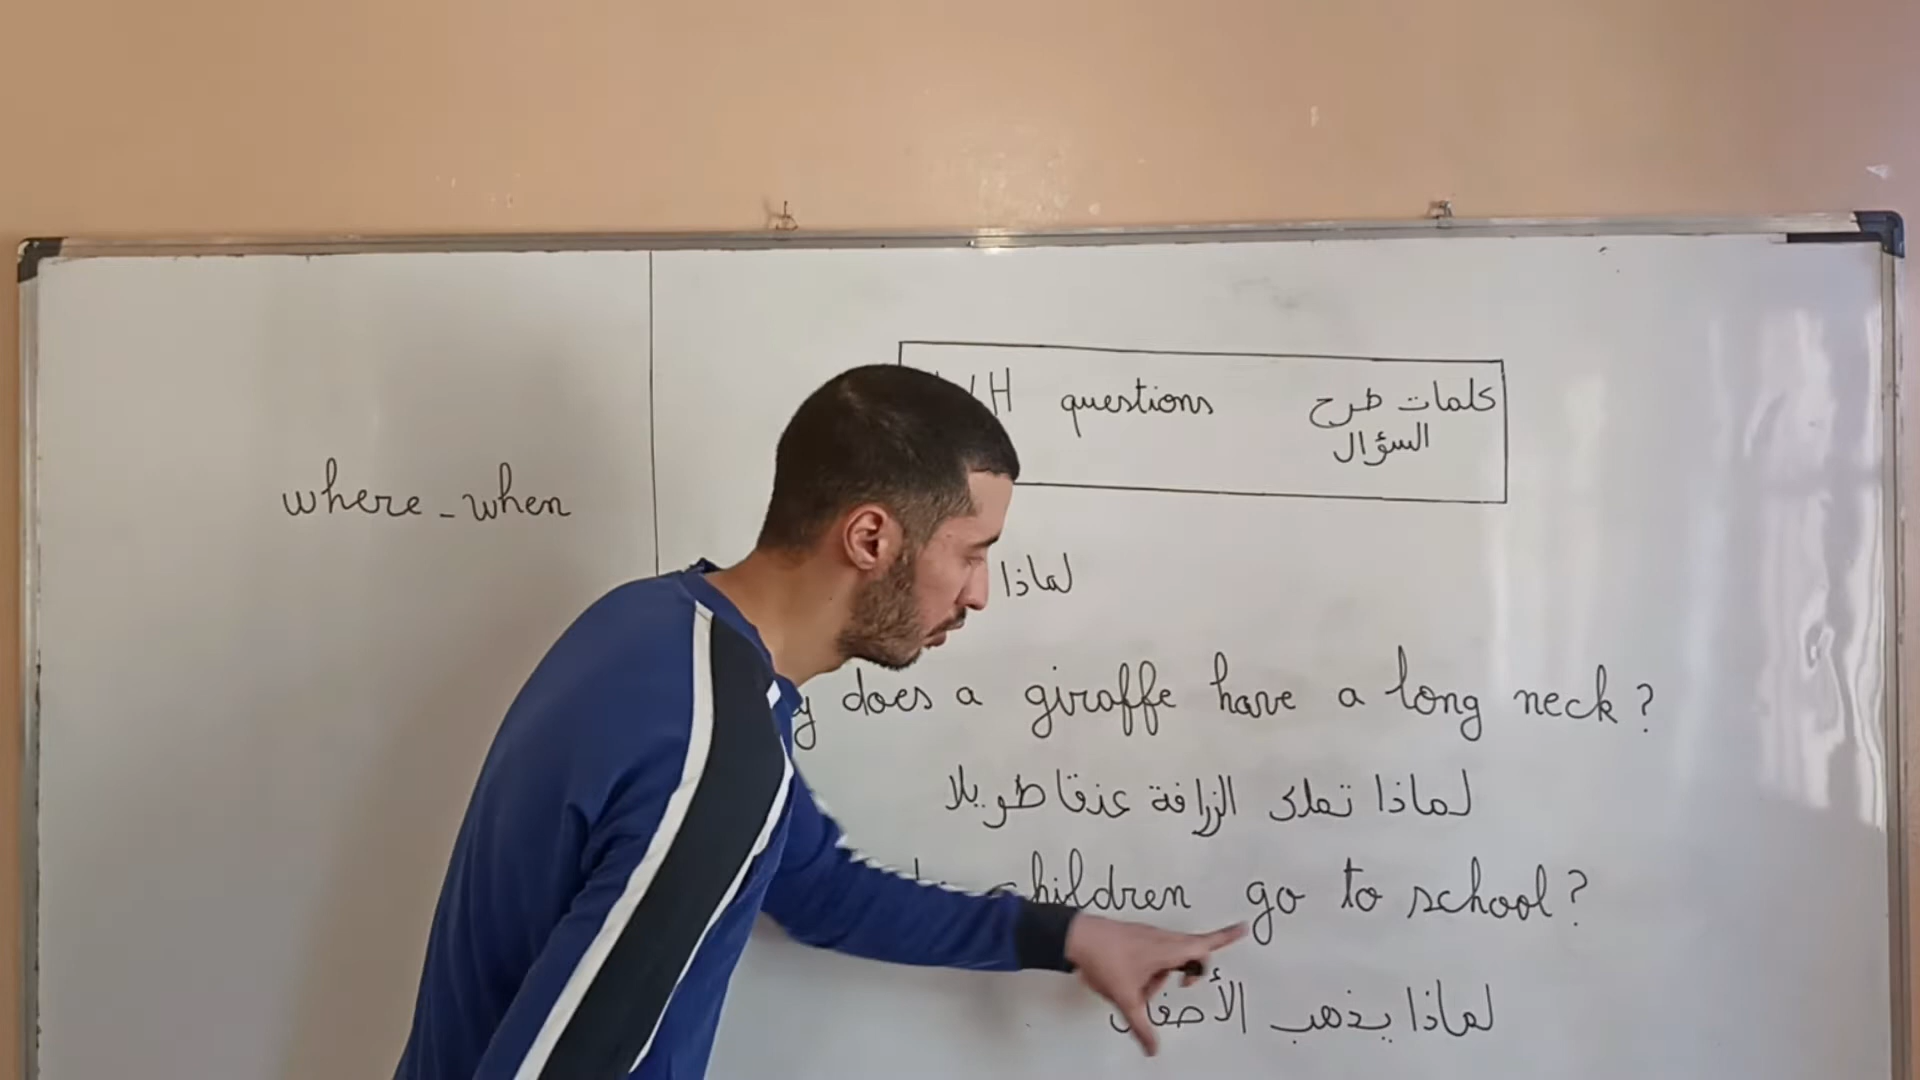 where - when
H questions كلمات طرح
السؤال
لماذا
does a giraffe have a long neck?
لماذا تملك الزرافة عنقا طويلا
children go to school?
لماذا يذهب